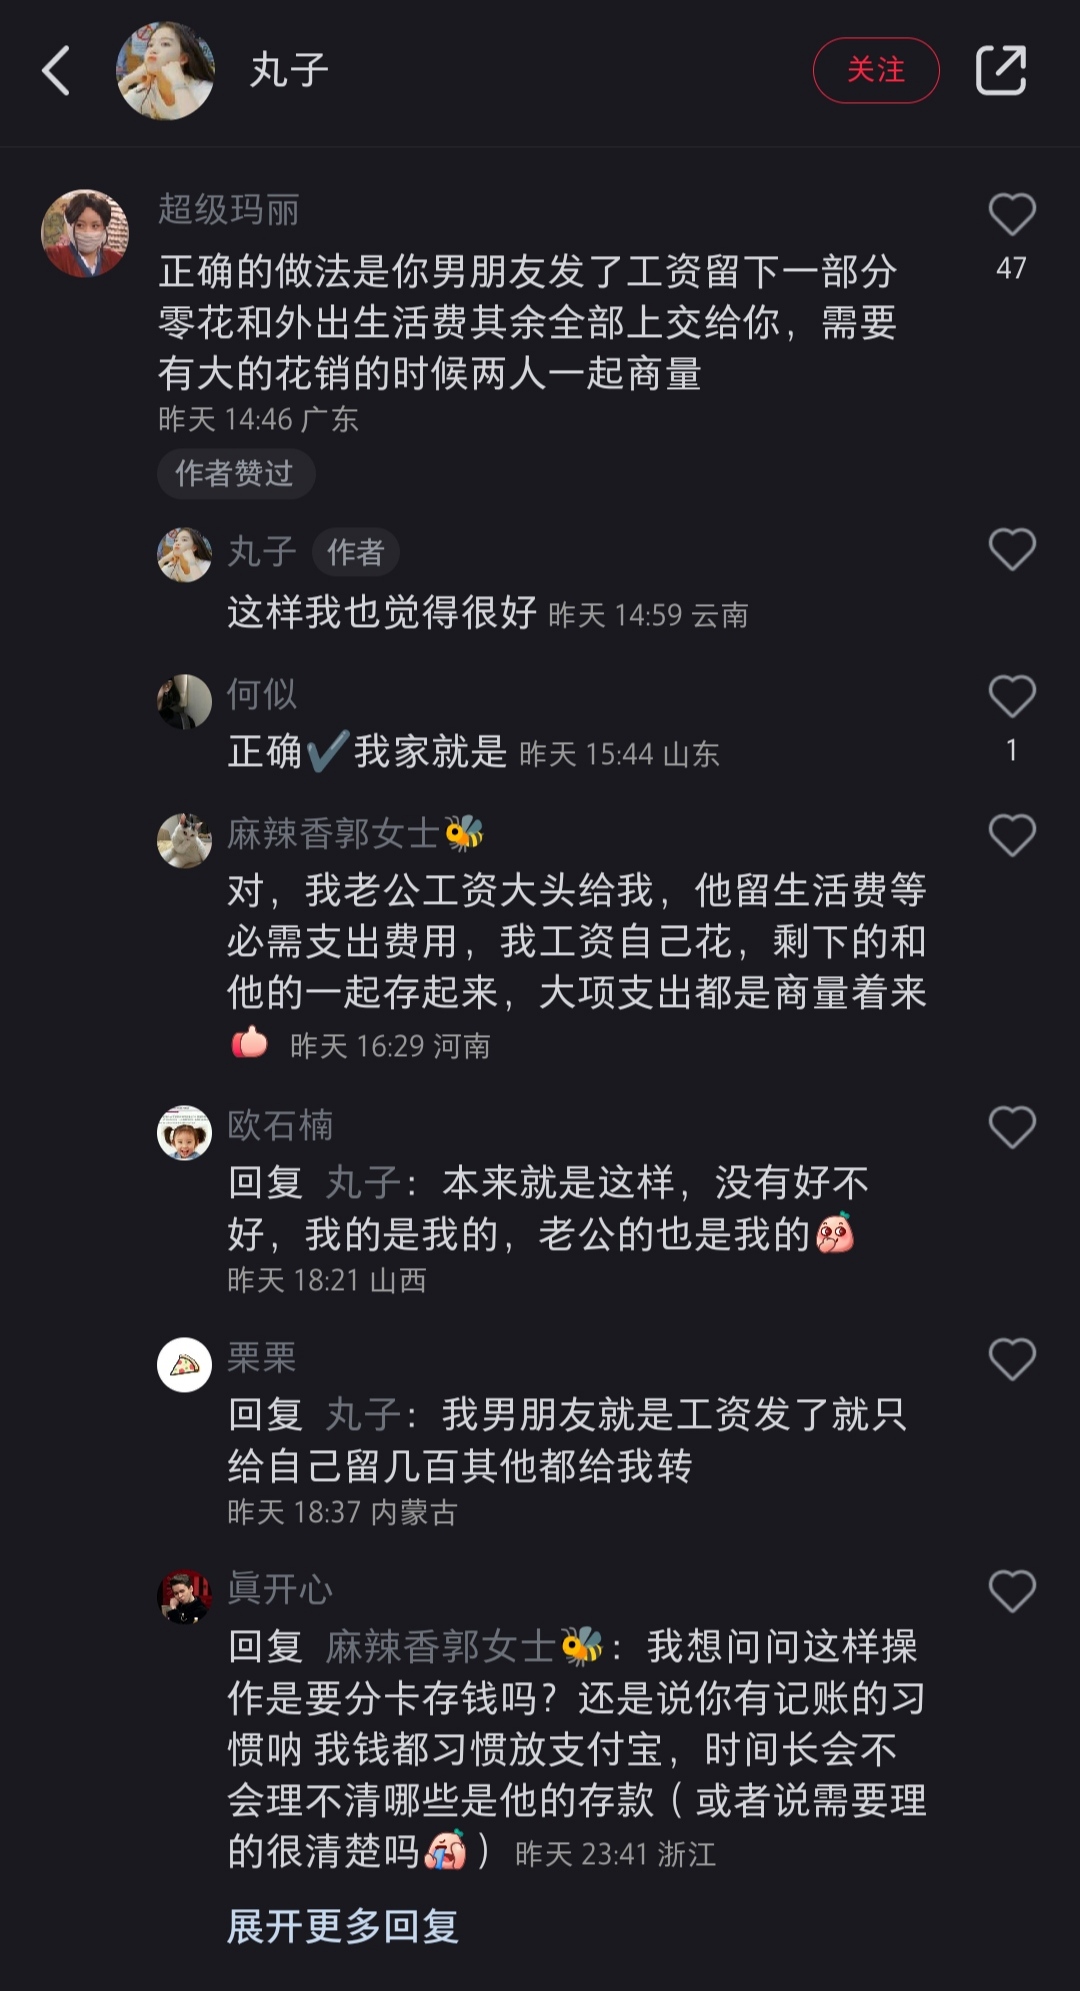 丸子
关注
超级玛丽
正确的做法是你男朋友发了工资留下一部分
零花和外出生活费其余全部上交给你，需要
有大的花销的时候两人一起商量
47
昨天 14:46 广东
作者赞过
丸子 作者
这样我也觉得很好 昨天 14:59 云南
何似
正确✔️我家就是 昨天 15:44 山东
1
麻辣香郭女士🐝
对，我老公工资大头给我，他留生活费等
必需支出费用，我工资自己花，剩下的和
他的一起存起来，大项支出都是商量着来
昨天 16:29 河南
欧石楠
回复 丸子：本来就是这样，没有好不
好，我的是我的，老公的也是我的
昨天 18:21 山西
栗栗
回复 丸子：我男朋友就是工资发了就只
给自己留几百其他都给我转
昨天 18:37 内蒙古
眞开心
回复 麻辣香郭女士🐝：我想问问这样操
作是要分卡存钱吗？还是说你有记账的习
惯呐 我钱都习惯放支付宝，时间长会不
会理不清哪些是他的存款（或者说需要理
的很清楚吗） 昨天 23:41 浙江
展开更多回复